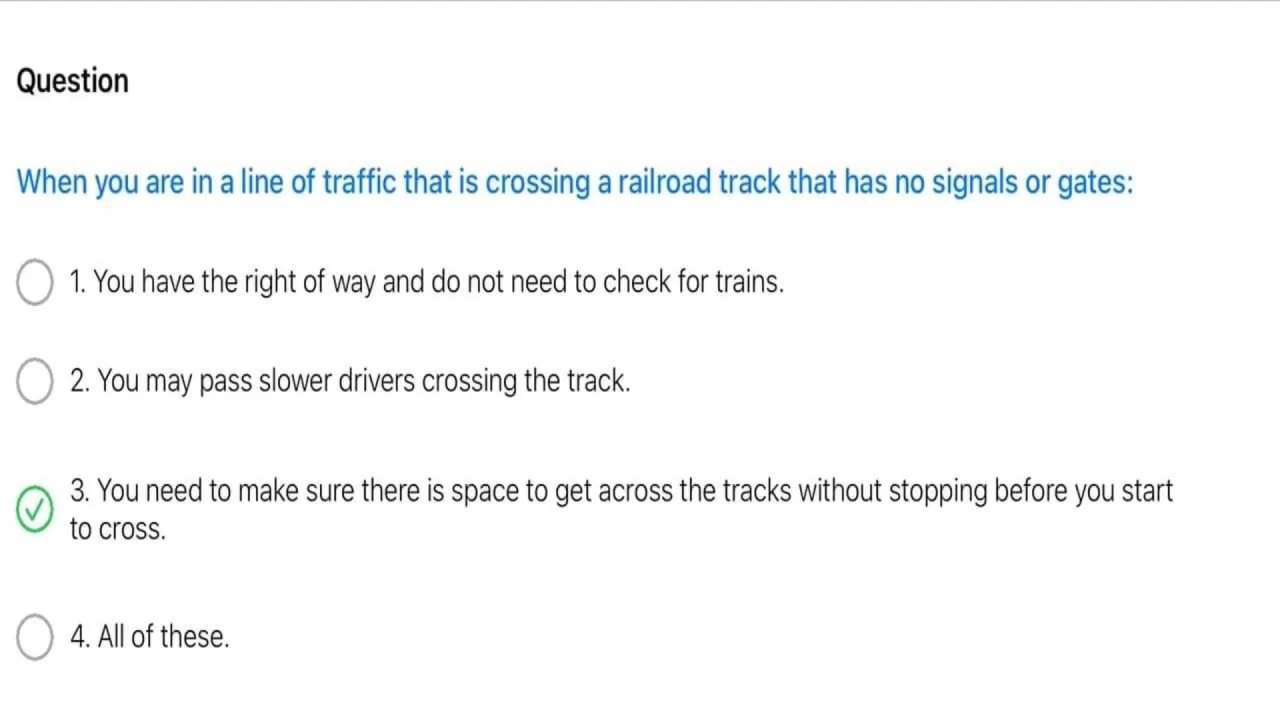 Question
When you are in a line of traffic that is crossing a railroad track that has no signals or gates:
1. You have the right of way and do not need to check for trains.
2. You may pass slower drivers crossing the track.
3. You need to make sure there is space to get across the tracks without stopping before you start
to cross.
4. All of these.